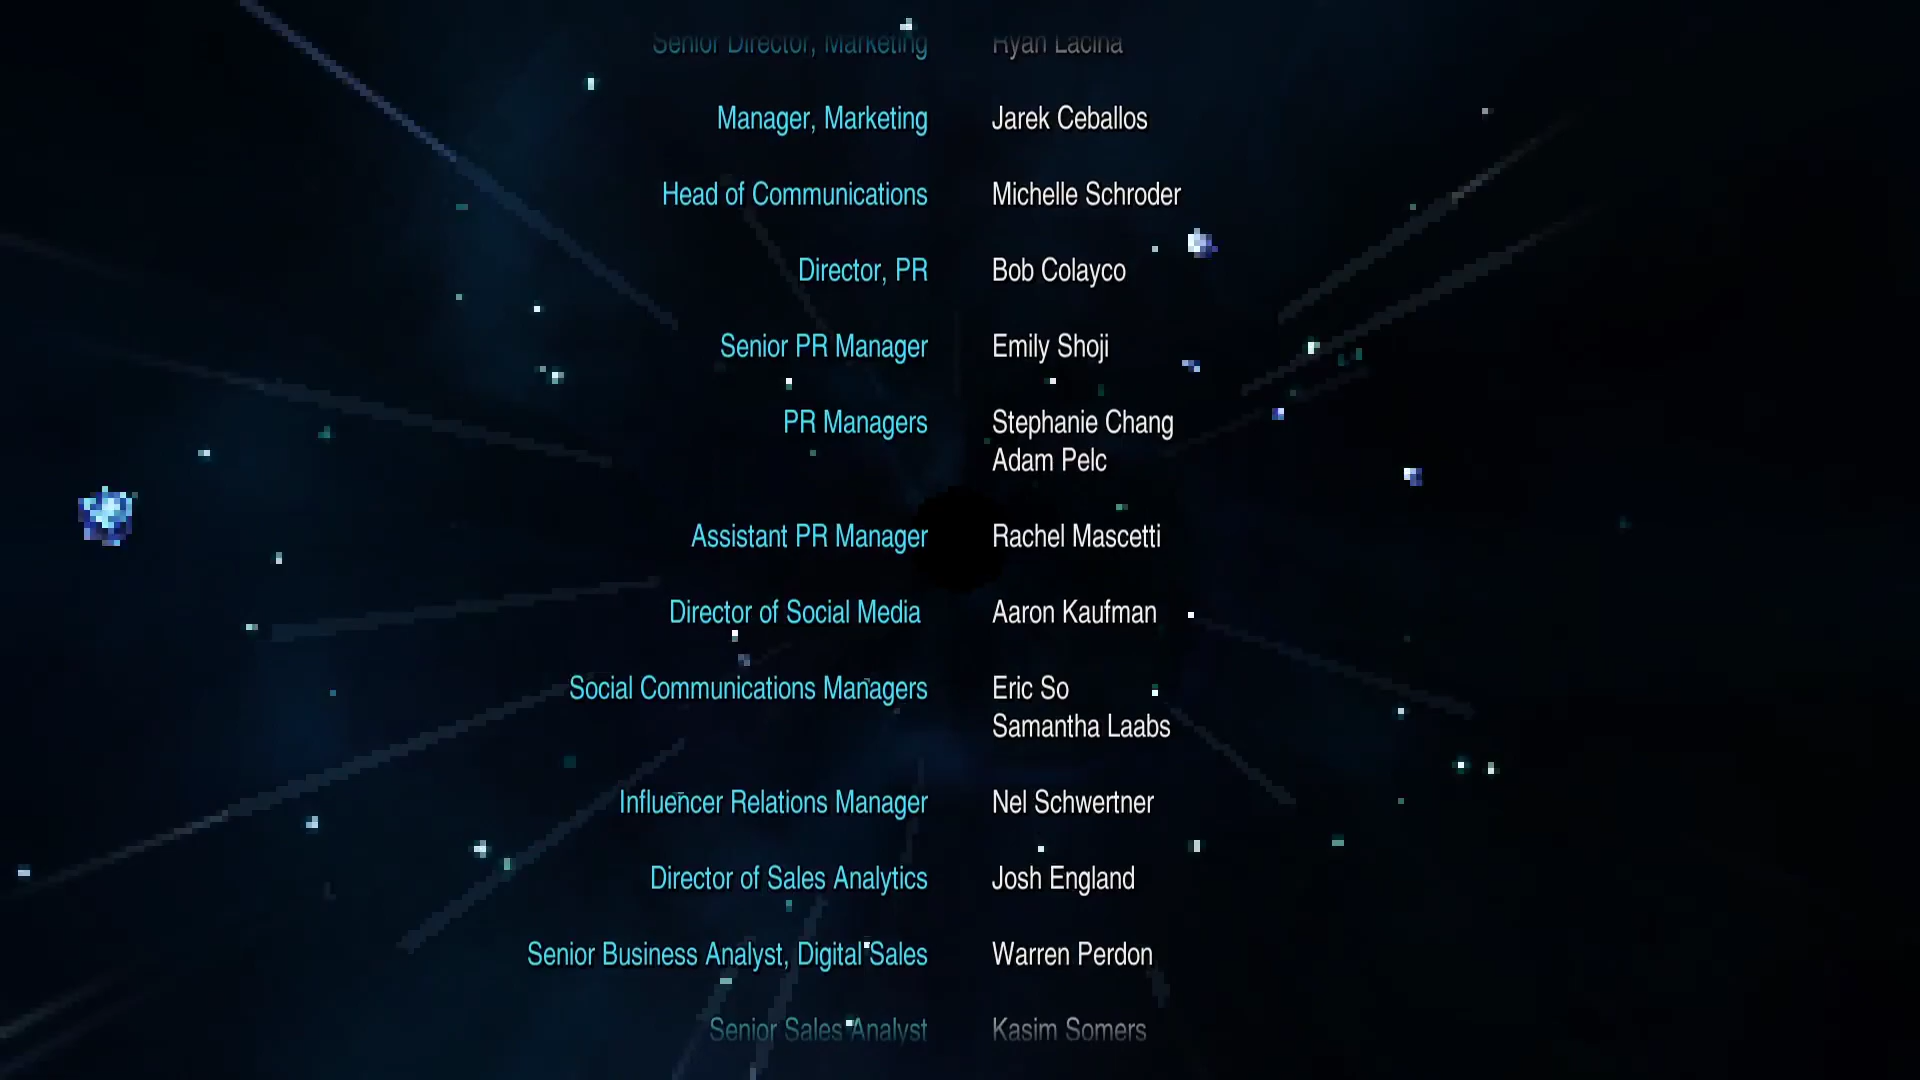 Senior Director, Marketing Ryan Lacina
Manager, Marketing Jarek Ceballos
Head of Communications Michelle Schroder
Director, PR Bob Colayco
Senior PR Manager Emily Shoji
PR Managers Stephanie Chang
Adam Pelc
Assistant PR Manager Rachel Mascetti
Director of Social Media Aaron Kaufman
Social Communications Managers Eric So
Samantha Laabs
Influencer Relations Manager Nel Schwertner
Director of Sales Analytics Josh England
Senior Business Analyst, Digital Sales Warren Perdon
Senior Sales Analyst Kasim Somers